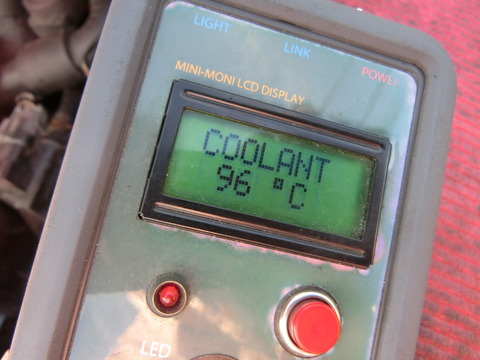 LIGHT
LINK
POWER
MINI-MONI LCD DISPLAY
COOLANT
96 °C
LED